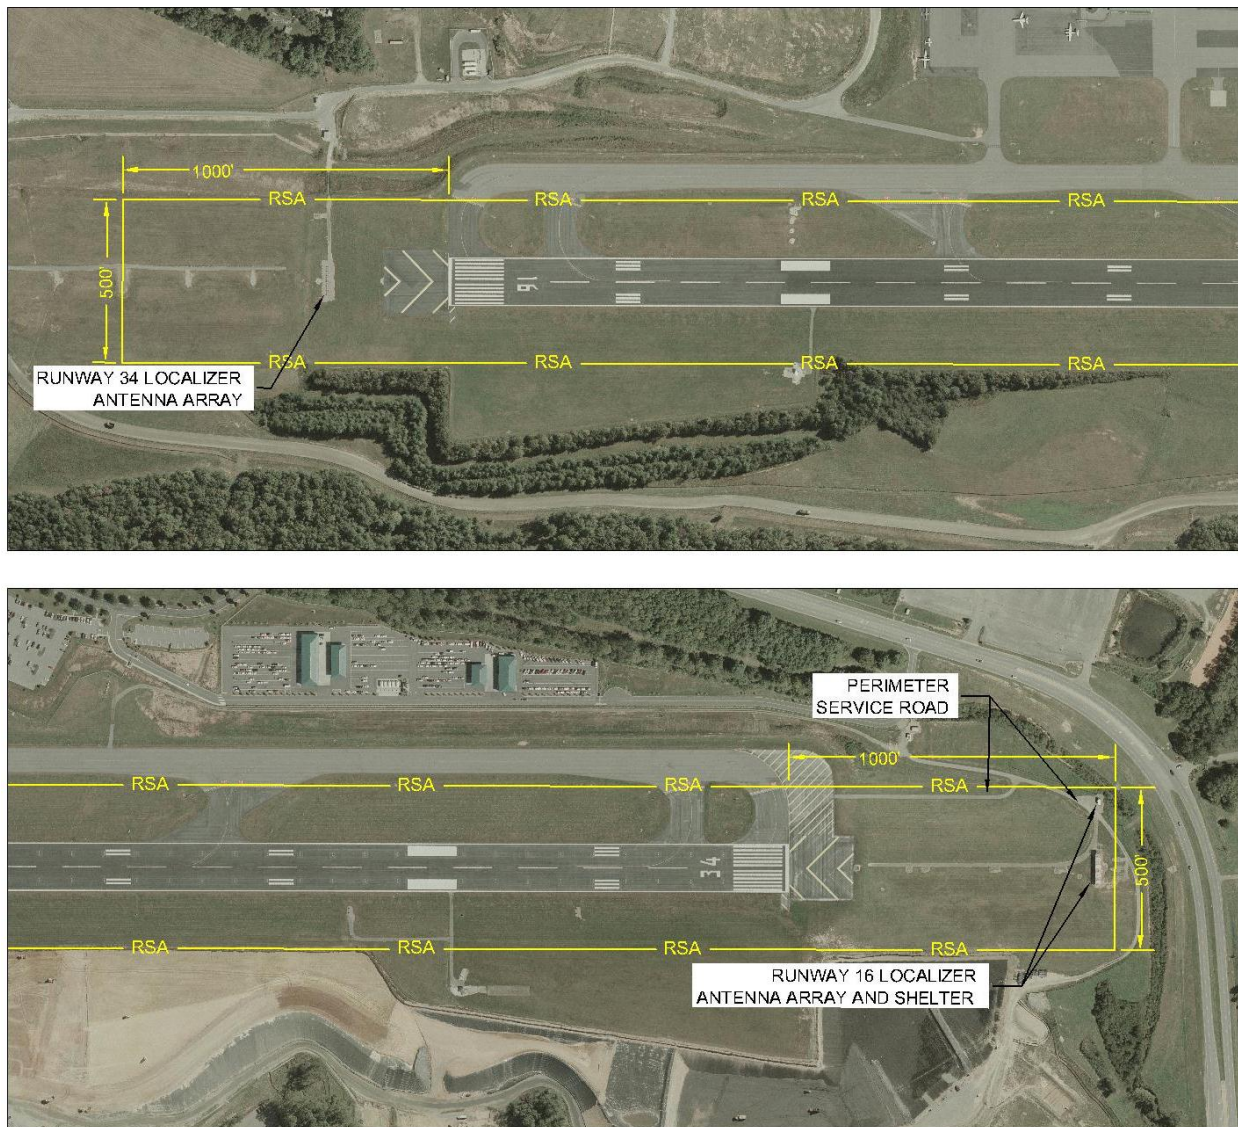 1000'
RSA RSA RSA RSA
500'
16
RSA RSA RSA RSA
RUNWAY 34 LOCALIZER
ANTENNA ARRAY
PERIMETER
SERVICE ROAD
1000'
RSA RSA RSA RSA
34
500'
RSA RSA RSA RSA
RUNWAY 16 LOCALIZER
ANTENNA ARRAY AND SHELTER